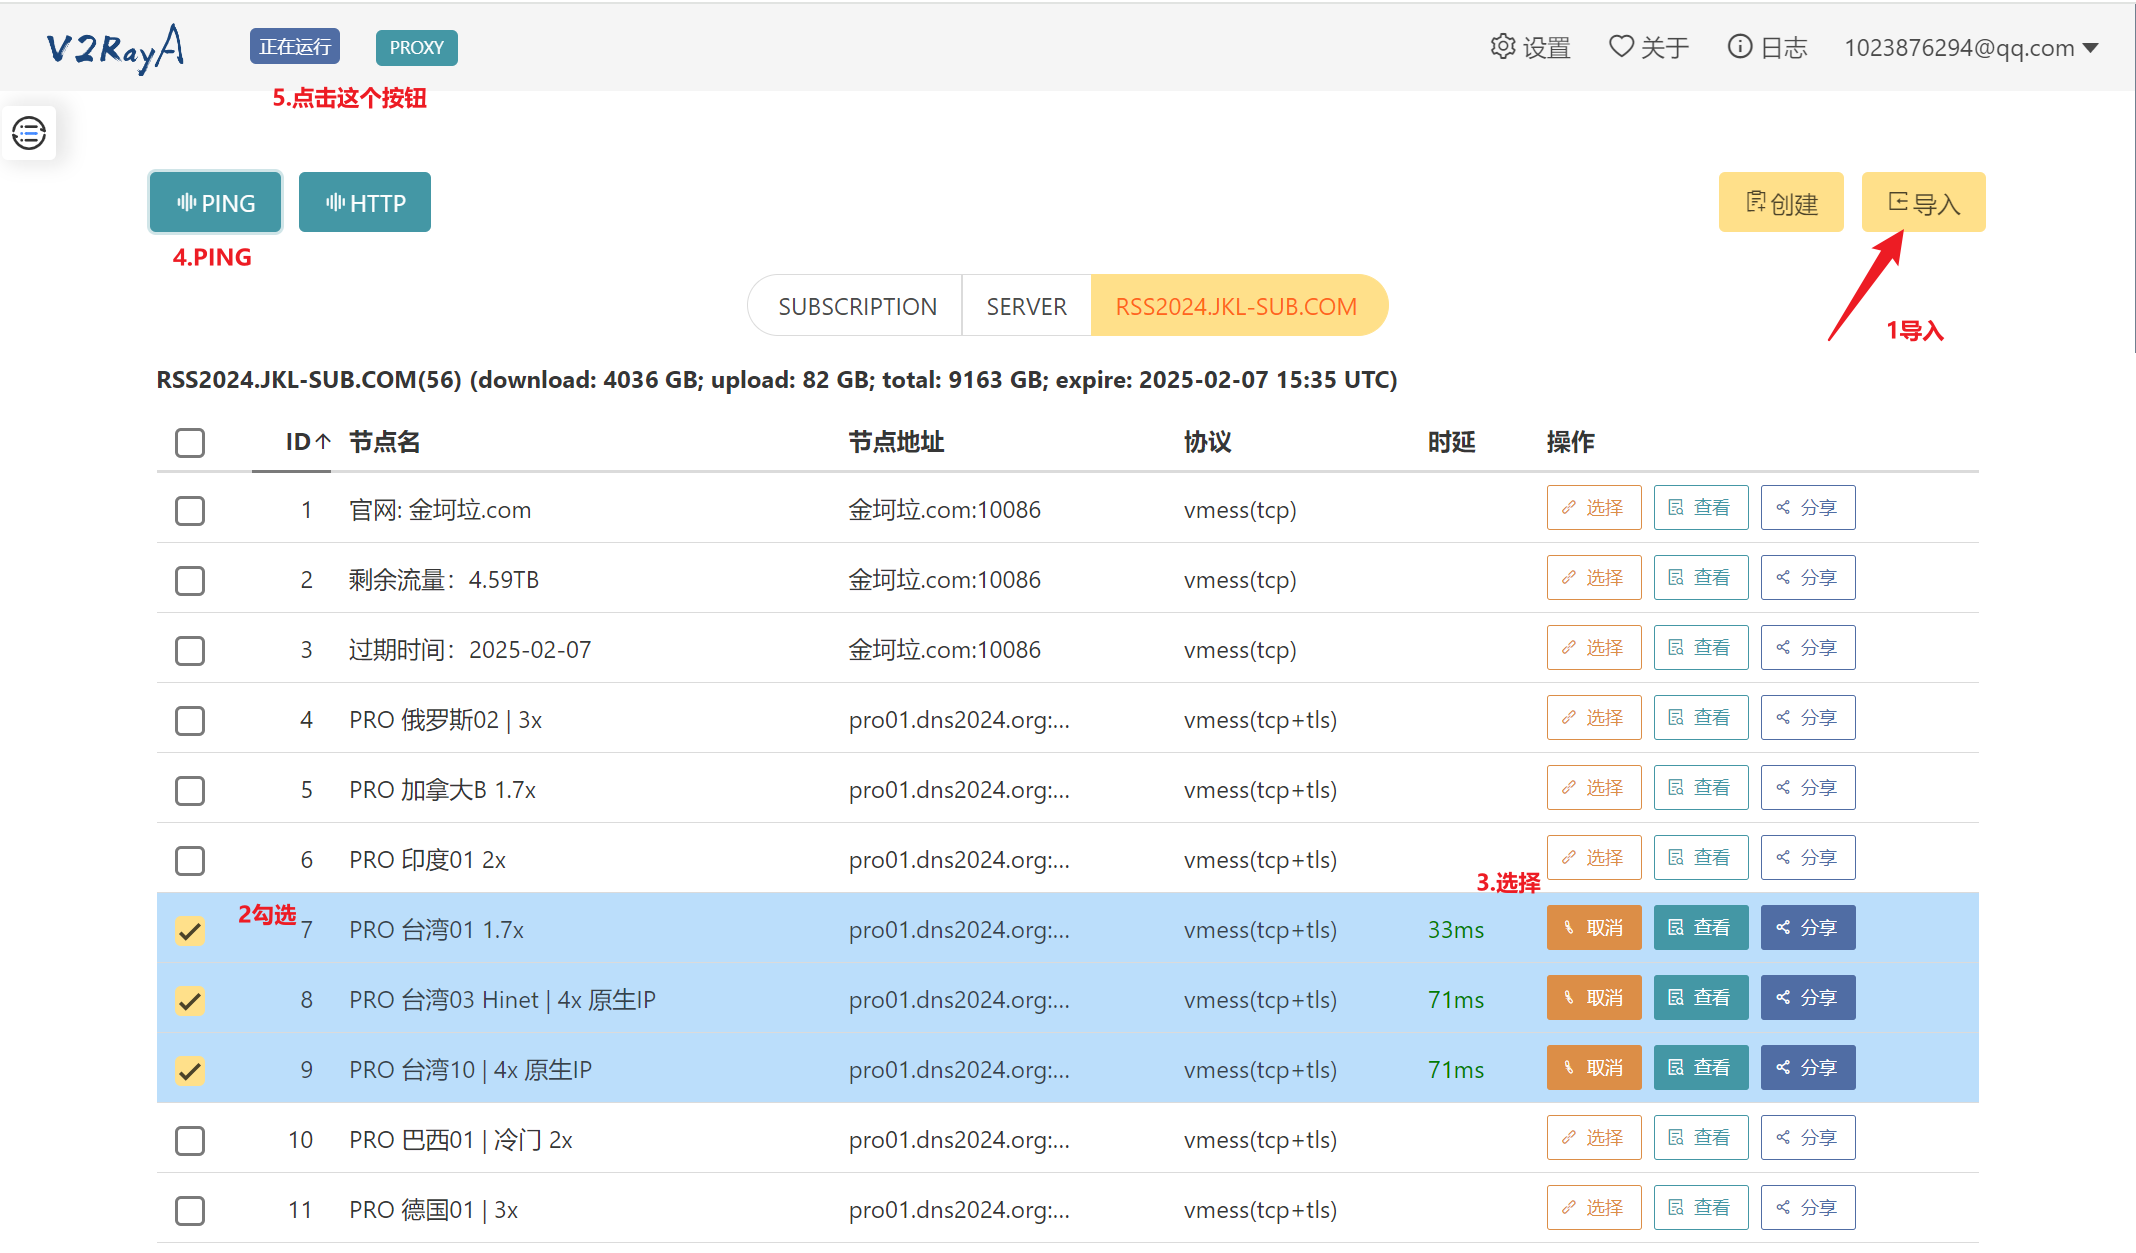 V2RayA 正在运行 PROXY 设置 关于 日志 1023876294@qq.com
5.点击这个按钮
PING HTTP 创建 导入
4.PING
1导入
SUBSCRIPTION SERVER RSS2024.JKL-SUB.COM
RSS2024.JKL-SUB.COM(56) (download: 4036 GB; upload: 82 GB; total: 9163 GB; expire: 2025-02-07 15:35 UTC)
ID 节点名 节点地址 协议 时延 操作
1 官网: 金坷垃.com 金坷垃.com:10086 vmess(tcp) 选择 查看 分享
2 剩余流量：4.59TB 金坷垃.com:10086 vmess(tcp) 选择 查看 分享
3 过期时间：2025-02-07 金坷垃.com:10086 vmess(tcp) 选择 查看 分享
4 PRO 俄罗斯02 | 3x pro01.dns2024.org:... vmess(tcp+tls) 选择 查看 分享
5 PRO 加拿大B 1.7x pro01.dns2024.org:... vmess(tcp+tls) 选择 查看 分享
6 PRO 印度01 2x pro01.dns2024.org:... vmess(tcp+tls) 选择 查看 分享
3.选择
2勾选 7 PRO 台湾01 1.7x pro01.dns2024.org:... vmess(tcp+tls) 33ms 取消 查看 分享
8 PRO 台湾03 Hinet | 4x 原生IP pro01.dns2024.org:... vmess(tcp+tls) 71ms 取消 查看 分享
9 PRO 台湾10 | 4x 原生IP pro01.dns2024.org:... vmess(tcp+tls) 71ms 取消 查看 分享
10 PRO 巴西01 | 冷门 2x pro01.dns2024.org:... vmess(tcp+tls) 选择 查看 分享
11 PRO 德国01 | 3x pro01.dns2024.org:... vmess(tcp+tls) 选择 查看 分享